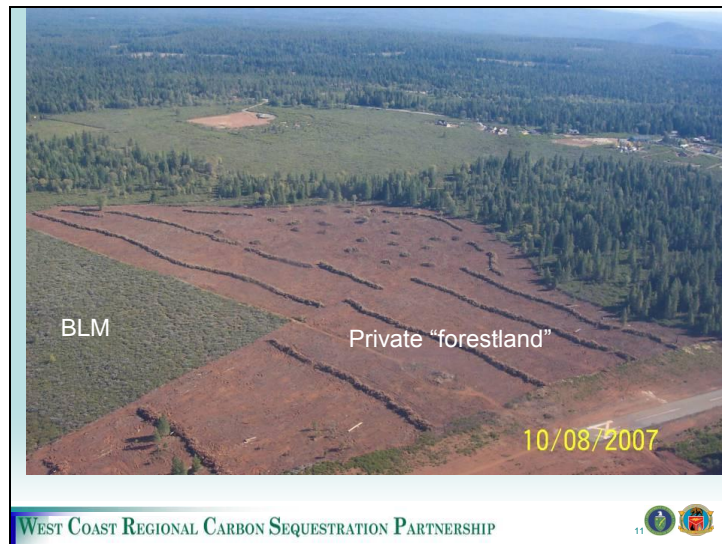 BLM
Private “forestland”
10/08/2007
WEST COAST REGIONAL CARBON SEQUESTRATION PARTNERSHIP
11